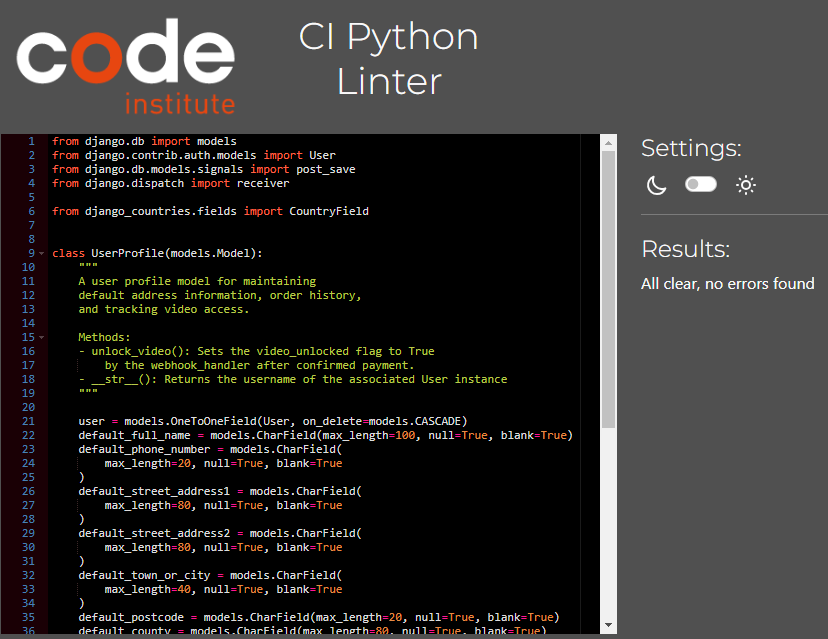 code
institute
CI Python
Linter
1 from django.db import models
2 from django.contrib.auth.models import User
3 from django.db.models.signals import post_save
4 from django.dispatch import receiver
5
6 from django_countries.fields import CountryField
7
8
9 class UserProfile(models.Model):
10     """
11     A user profile model for maintaining
12     default address information, order history,
13     and tracking video access.
14
15     Methods:
16     - unlock_video(): Sets the video_unlocked flag to True
17         by the webhook_handler after confirmed payment.
18     - __str__(): Returns the username of the associated User instance
19     """
20
21     user = models.OneToOneField(User, on_delete=models.CASCADE)
22     default_full_name = models.CharField(max_length=100, null=True, blank=True)
23     default_phone_number = models.CharField(
24         max_length=20, null=True, blank=True
25     )
26     default_street_address1 = models.CharField(
27         max_length=80, null=True, blank=True
28     )
29     default_street_address2 = models.CharField(
30         max_length=80, null=True, blank=True
31     )
32     default_town_or_city = models.CharField(
33         max_length=40, null=True, blank=True
34     )
35     default_postcode = models.CharField(max_length=20, null=True, blank=True)
36     default_county = models.CharField(max_length=80, null=True, blank=True)
Settings:
Results:
All clear, no errors found